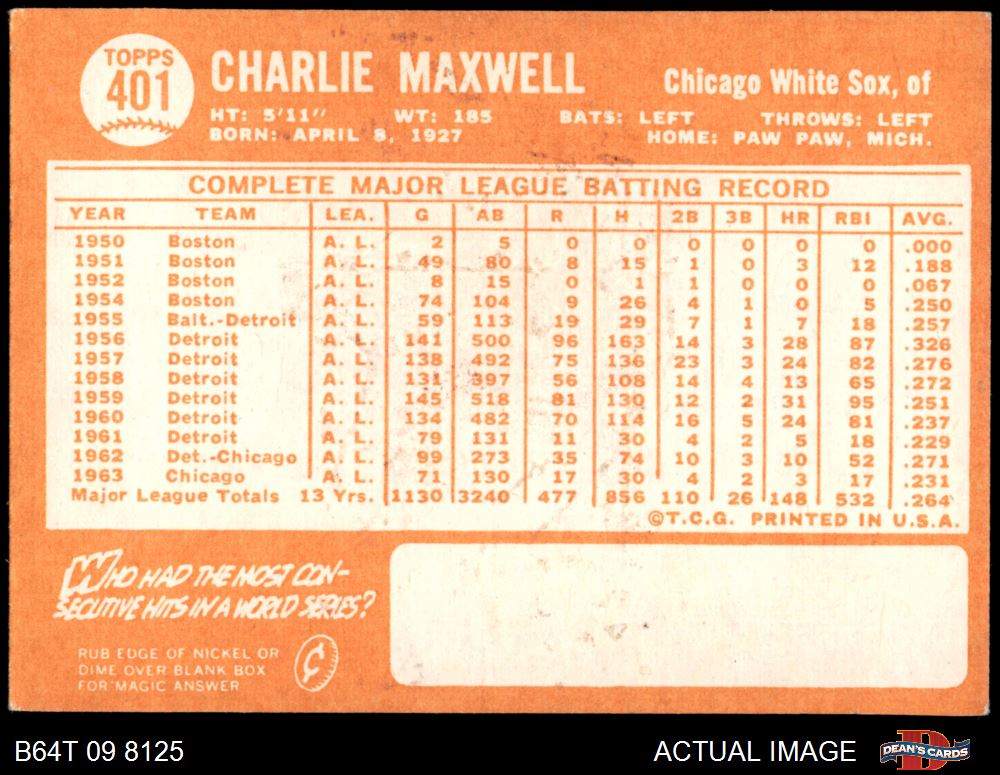 TOPPS
401
CHARLIE MAXWELL
Chicago White Sox, of
HT: 5'11" WT: 185 BATS: LEFT THROWS: LEFT
BORN: APRIL 8, 1927 HOME: PAW PAW, MICH.
COMPLETE MAJOR LEAGUE BATTING RECORD
YEAR TEAM LEA. G AB R H 2B 3B HR RBI AVG.
1950 Boston A. L. 2 5 0 0 0 0 0 0 .000
1951 Boston A. L. 49 80 8 15 1 0 3 12 .188
1952 Boston A. L. 8 15 0 1 1 0 0 0 .067
1954 Boston A. L. 74 104 9 26 4 1 0 5 .250
1955 Balt.-Detroit A. L. 59 113 19 29 7 1 7 18 .257
1956 Detroit A. L. 141 500 96 163 14 3 28 87 .326
1957 Detroit A. L. 138 492 75 136 23 3 24 82 .276
1958 Detroit A. L. 131 397 56 108 14 4 13 65 .272
1959 Detroit A. L. 145 518 81 130 12 2 31 95 .251
1960 Detroit A. L. 134 482 70 114 16 5 24 81 .237
1961 Detroit A. L. 79 131 11 30 4 2 5 18 .229
1962 Det.-Chicago A. L. 99 273 35 74 10 3 10 52 .271
1963 Chicago A. L. 71 130 17 30 4 2 3 17 .231
Major League Totals 13 Yrs. 1130 3240 477 856 110 26 148 532 .264
©T.C.G. PRINTED IN U.S.A.
WHO HAD THE MOST CON-
SECUTIVE HITS IN A WORLD SERIES?
RUB EDGE OF NICKEL OR
DIME OVER BLANK BOX
FOR MAGIC ANSWER
¢
B64T 09 8125
ACTUAL IMAGE
D
DEAN'S CARDS